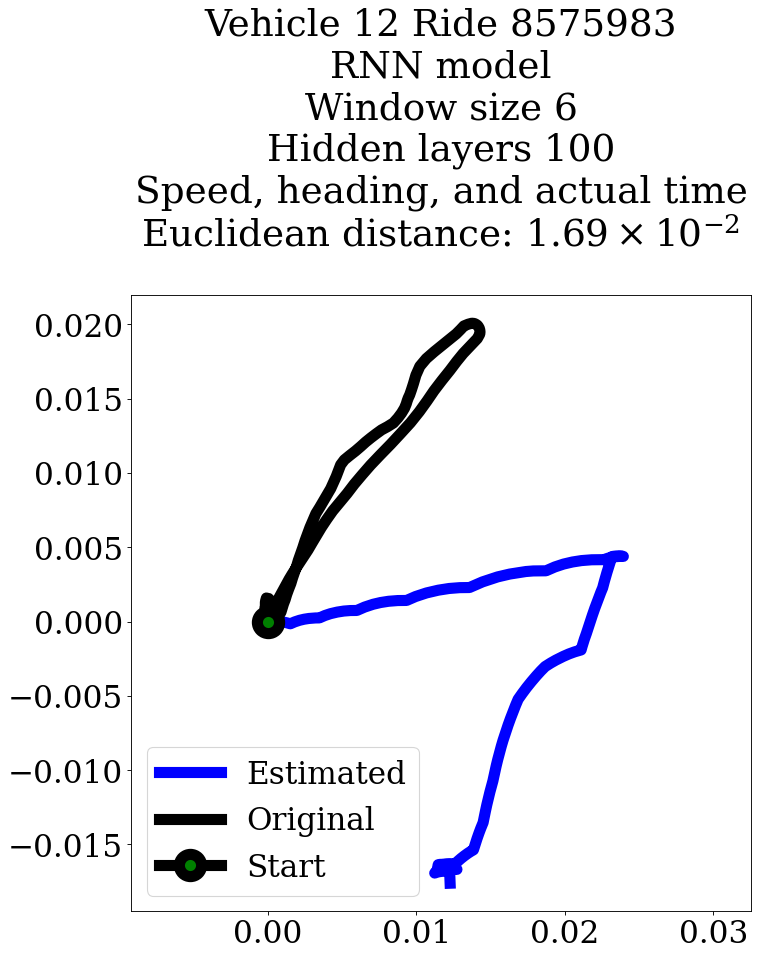 Vehicle 12 Ride 8575983
RNN model
Window size 6
Hidden layers 100
Speed, heading, and actual time
Euclidean distance: 1.69 × 10⁻²
0.020
0.015
0.010
0.005
0.000
−0.005
−0.010
−0.015
Estimated
Original
Start
0.00 0.01 0.02 0.03